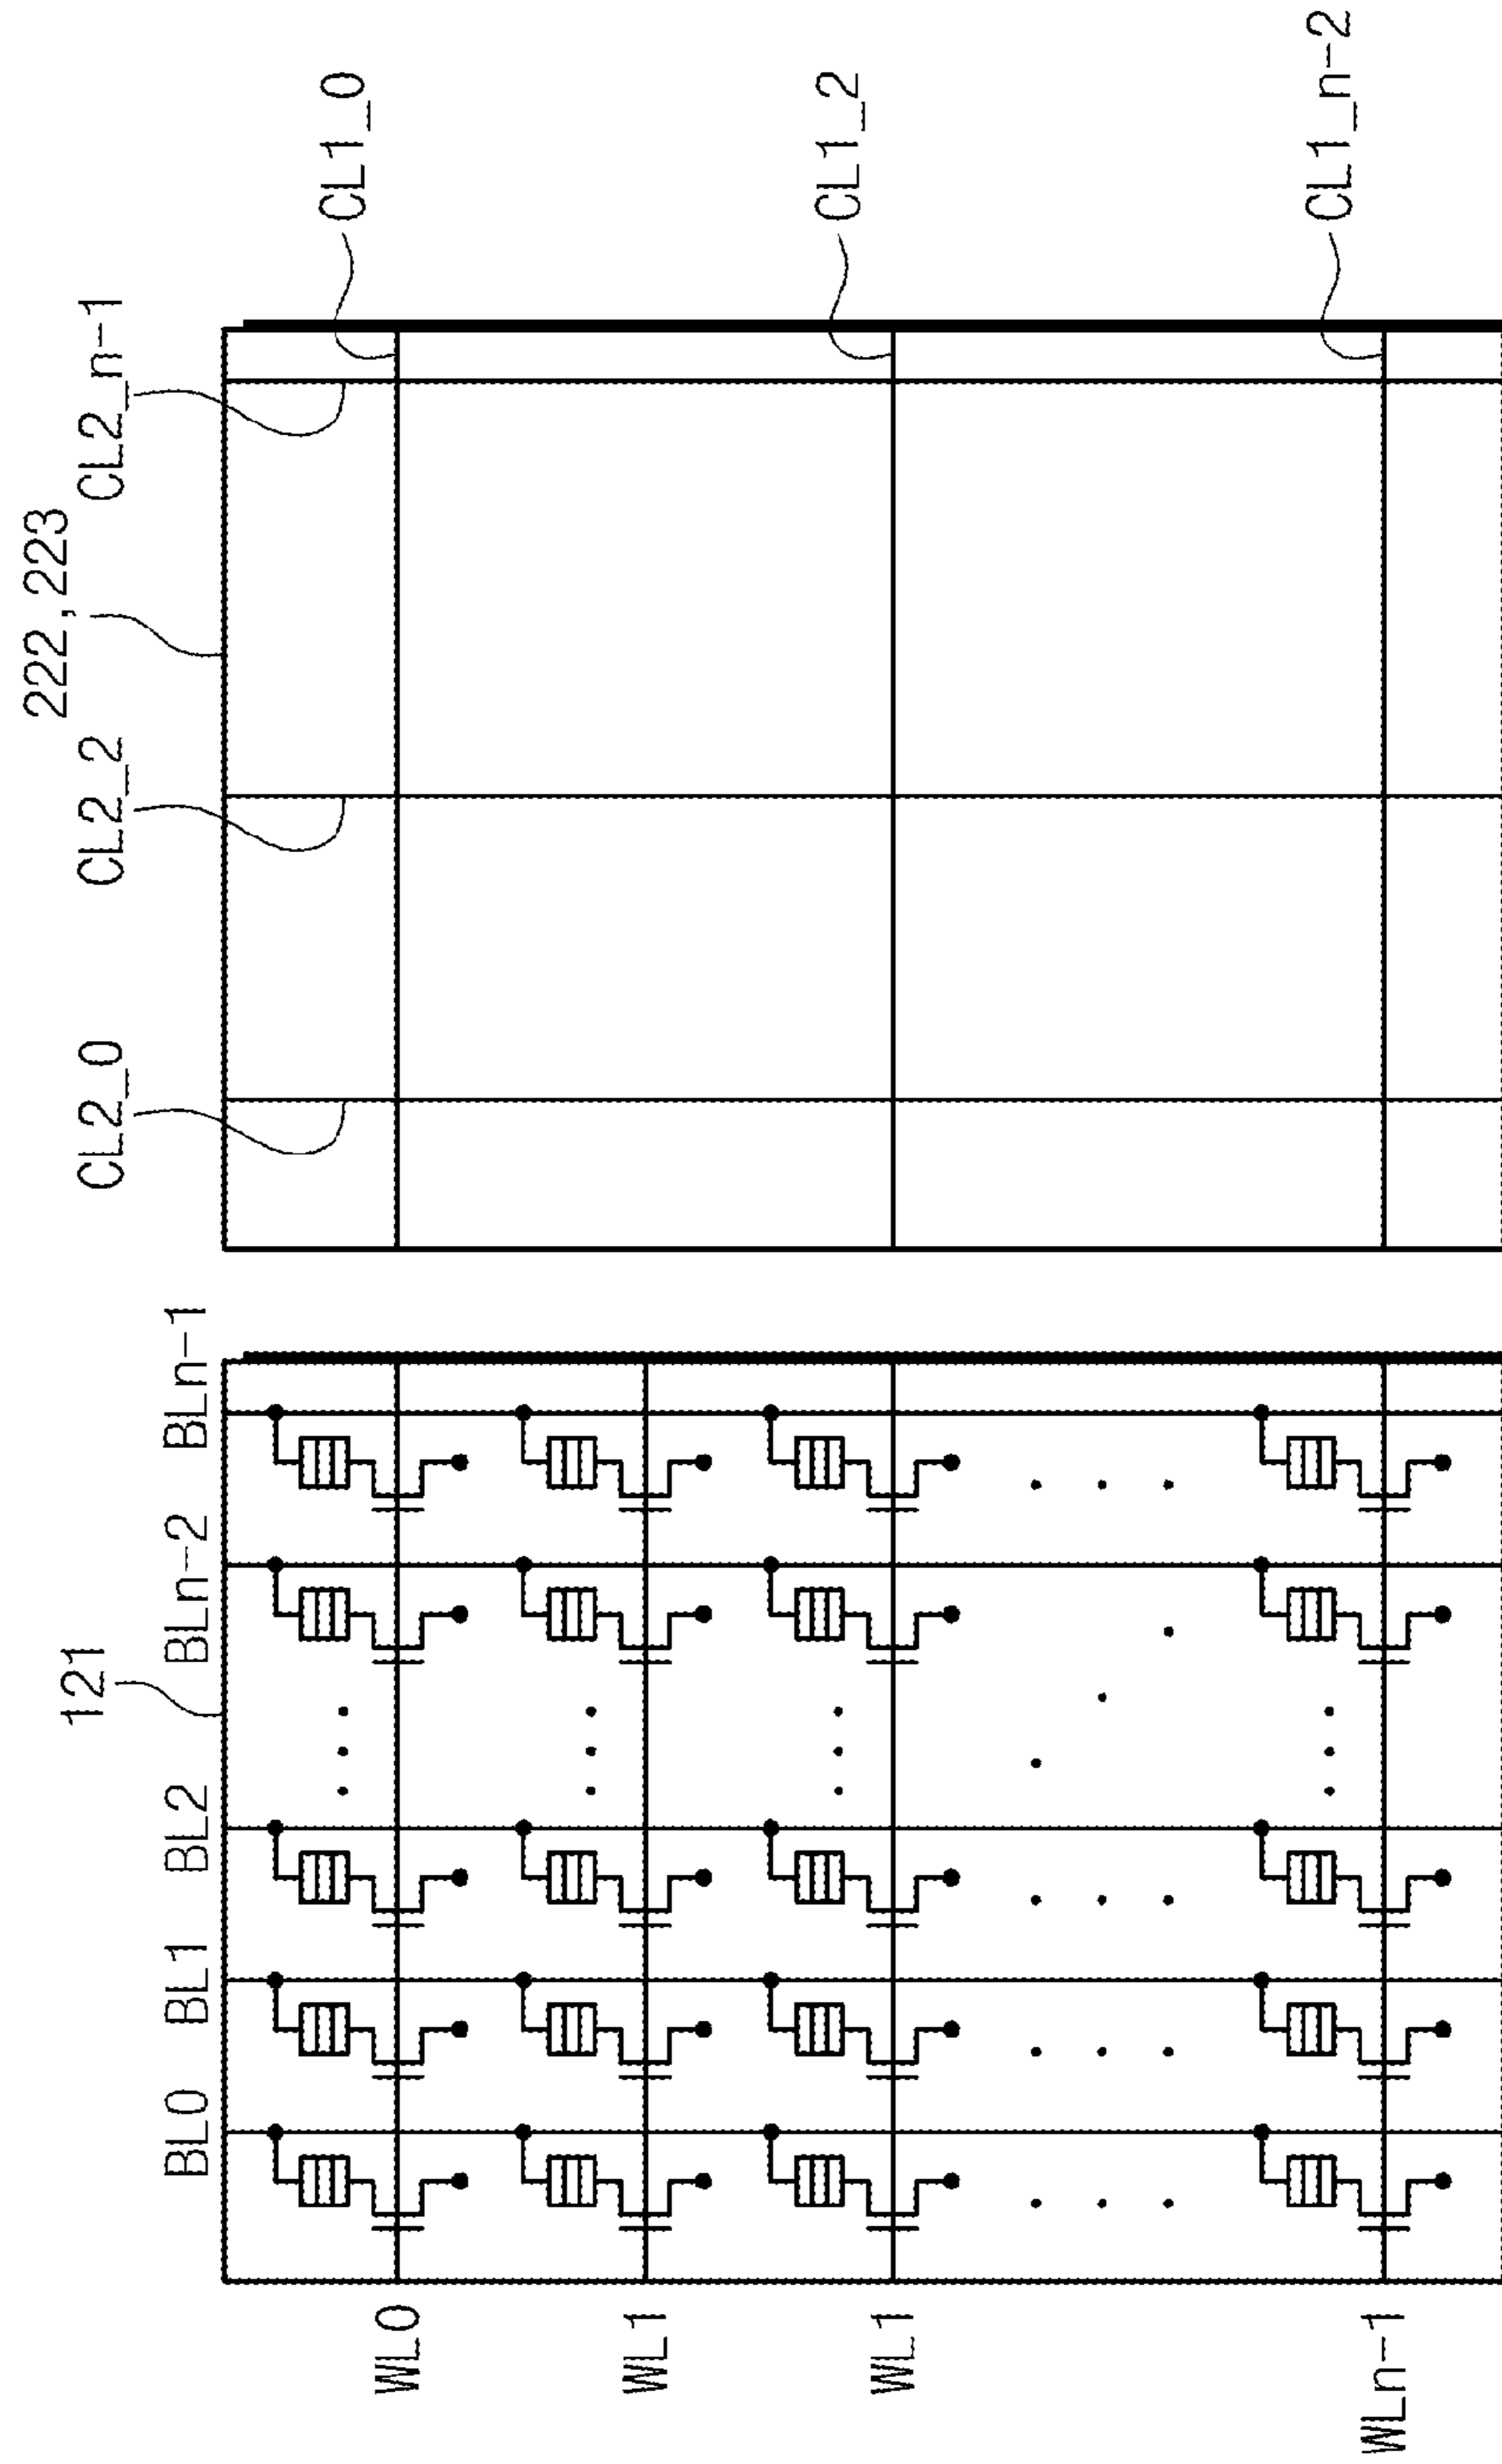 121
BL0 BL1 BL2 BLn-2 BLn-1
WL0
WL1
WL1
WLn-1
222,223
CL2_0 CL2_2 CL2_n-1
CL1_0
CL1_2
CL1_n-2